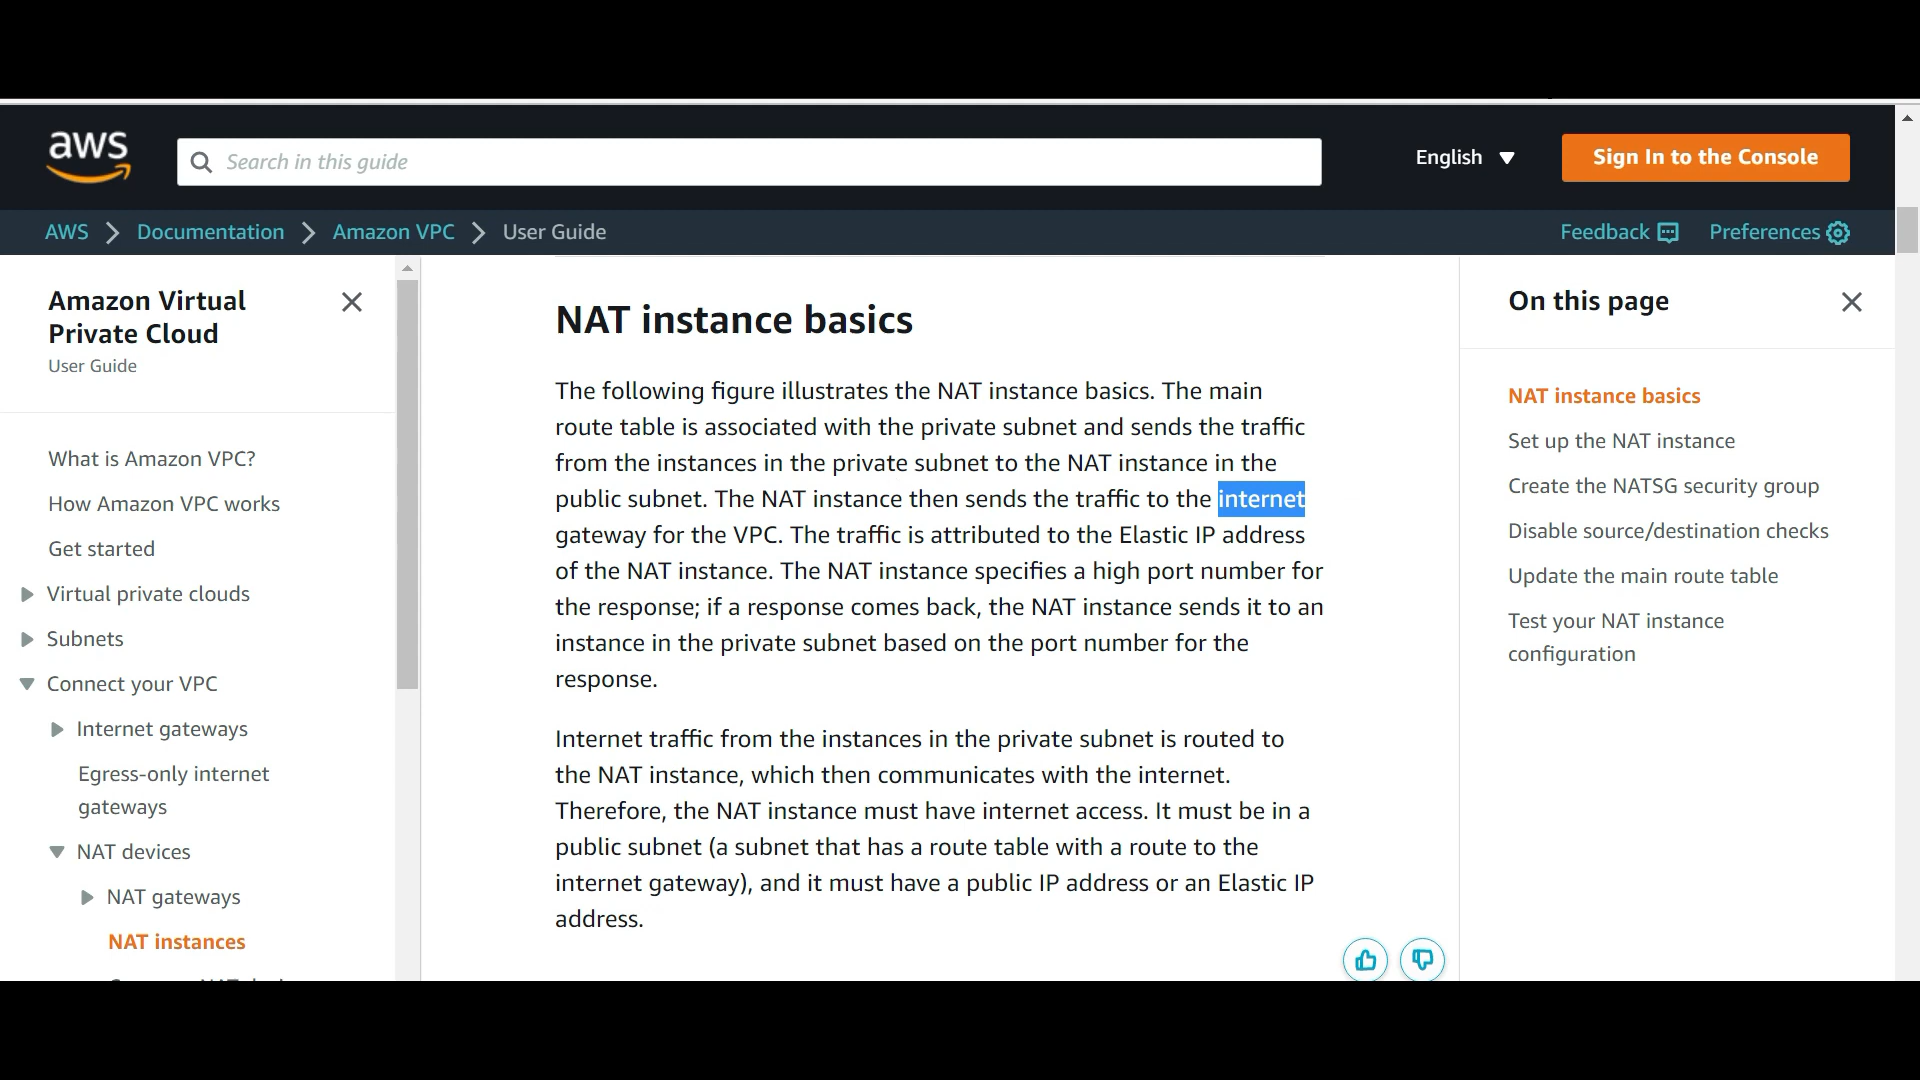 aws
Search in this guide
English
Sign In to the Console
AWS
Documentation
Amazon VPC
User Guide
Feedback
Preferences
Amazon Virtual
Private Cloud
User Guide
What is Amazon VPC?
How Amazon VPC works
Get started
Virtual private clouds
Subnets
Connect your VPC
Internet gateways
Egress-only internet
gateways
NAT devices
NAT gateways
NAT instances
NAT instance basics
The following figure illustrates the NAT instance basics. The main
route table is associated with the private subnet and sends the traffic
from the instances in the private subnet to the NAT instance in the
public subnet. The NAT instance then sends the traffic to the internet
gateway for the VPC. The traffic is attributed to the Elastic IP address
of the NAT instance. The NAT instance specifies a high port number for
the response; if a response comes back, the NAT instance sends it to an
instance in the private subnet based on the port number for the
response.
Internet traffic from the instances in the private subnet is routed to
the NAT instance, which then communicates with the internet.
Therefore, the NAT instance must have internet access. It must be in a
public subnet (a subnet that has a route table with a route to the
internet gateway), and it must have a public IP address or an Elastic IP
address.
On this page
NAT instance basics
Set up the NAT instance
Create the NATSG security group
Disable source/destination checks
Update the main route table
Test your NAT instance
configuration